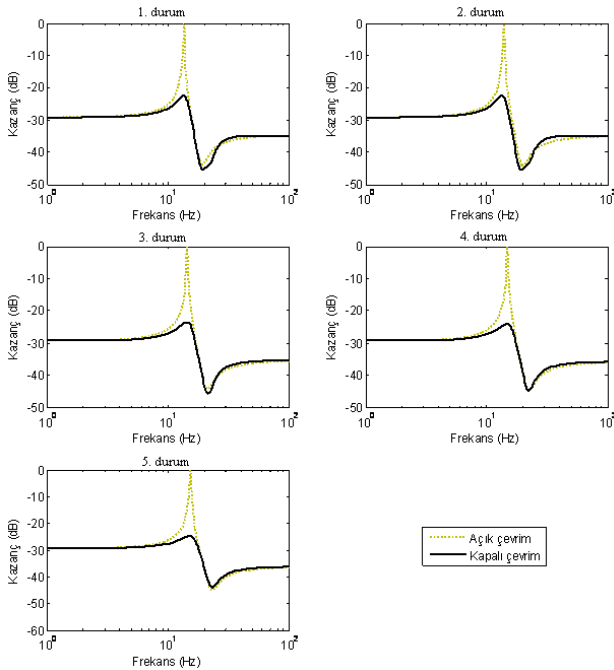 1. durum
2. durum
0
-10
-20
-30
-40
-50
Kazanç (dB)
10^0
10^1
10^2
Frekans (Hz)
0
-10
-20
-30
-40
-50
Kazanç (dB)
10^0
10^1
10^2
Frekans (Hz)
3. durum
4. durum
0
-10
-20
-30
-40
-50
Kazanç (dB)
10^0
10^1
10^2
Frekans (Hz)
0
-10
-20
-30
-40
-50
Kazanç (dB)
10^0
10^1
10^2
Frekans (Hz)
5. durum
0
-10
-20
-30
-40
-50
-60
Kazanç (dB)
10^0
10^1
10^2
Frekans (Hz)
Açık çevrim
Kapalı çevrim